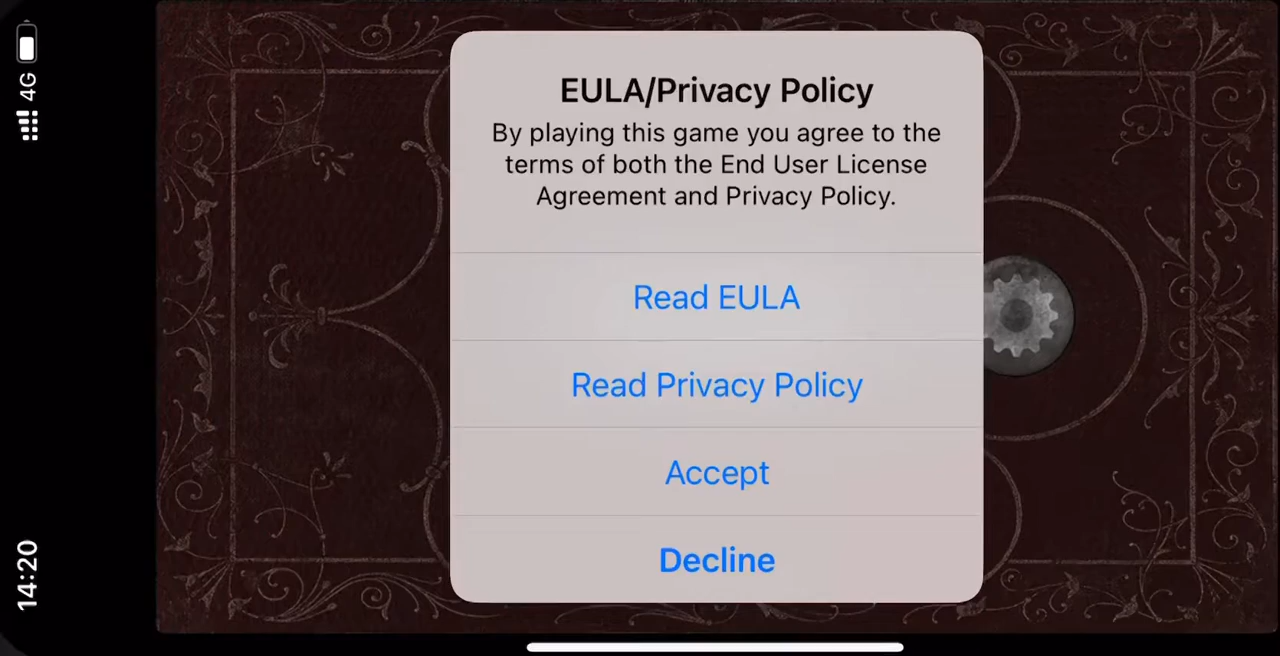 4G
14:20
EULA/Privacy Policy
By playing this game you agree to the
terms of both the End User License
Agreement and Privacy Policy.
Read EULA
Read Privacy Policy
Accept
Decline